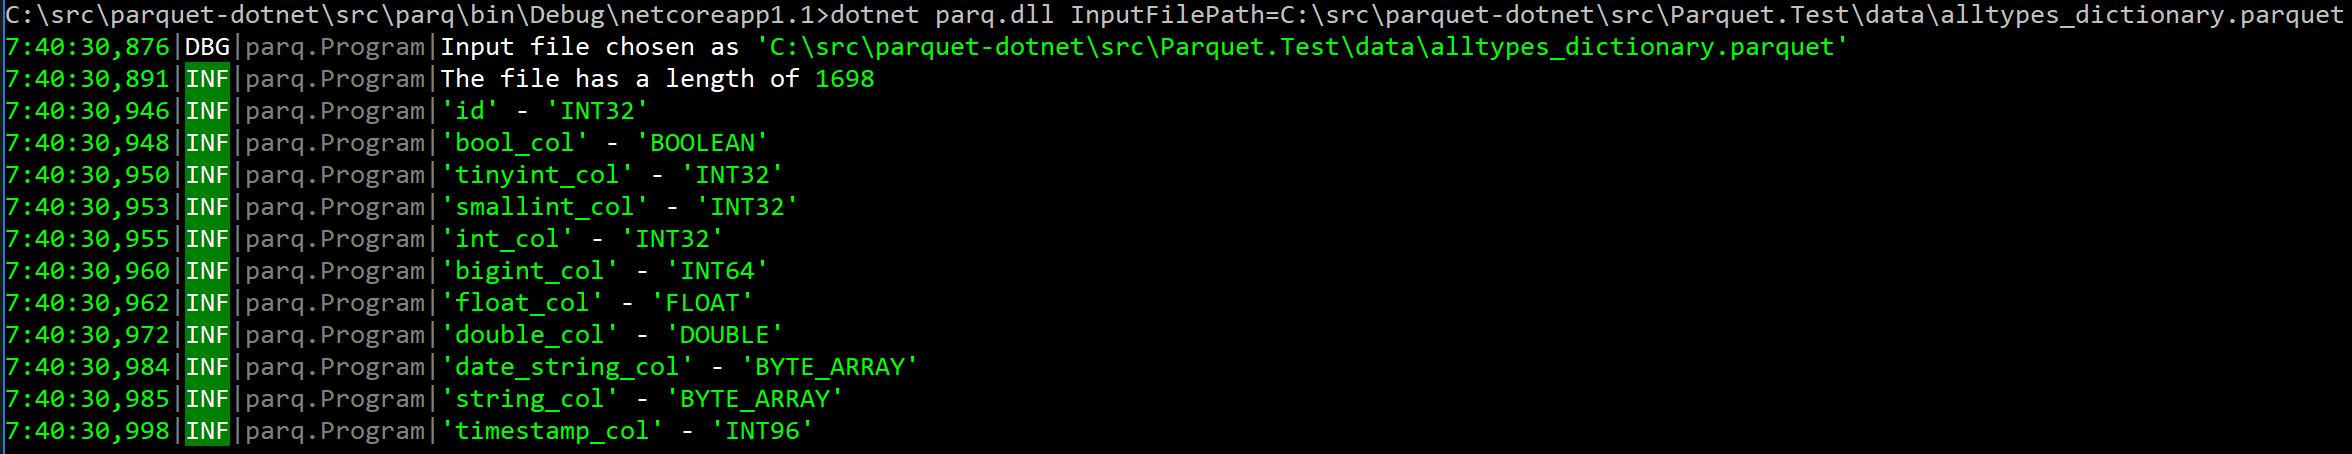 C:\src\parquet-dotnet\src\parq\bin\Debug\netcoreapp1.1>dotnet parq.dll InputFilePath=C:\src\parquet-dotnet\src\Parquet.Test\data\alltypes_dictionary.parquet
7:40:30,876|DBG|parq.Program|Input file chosen as 'C:\src\parquet-dotnet\src\Parquet.Test\data\alltypes_dictionary.parquet'
7:40:30,891|INF|parq.Program|The file has a length of 1698
7:40:30,946|INF|parq.Program|'id' - 'INT32'
7:40:30,948|INF|parq.Program|'bool_col' - 'BOOLEAN'
7:40:30,950|INF|parq.Program|'tinyint_col' - 'INT32'
7:40:30,953|INF|parq.Program|'smallint_col' - 'INT32'
7:40:30,955|INF|parq.Program|'int_col' - 'INT32'
7:40:30,960|INF|parq.Program|'bigint_col' - 'INT64'
7:40:30,962|INF|parq.Program|'float_col' - 'FLOAT'
7:40:30,972|INF|parq.Program|'double_col' - 'DOUBLE'
7:40:30,984|INF|parq.Program|'date_string_col' - 'BYTE_ARRAY'
7:40:30,985|INF|parq.Program|'string_col' - 'BYTE_ARRAY'
7:40:30,998|INF|parq.Program|'timestamp_col' - 'INT96'